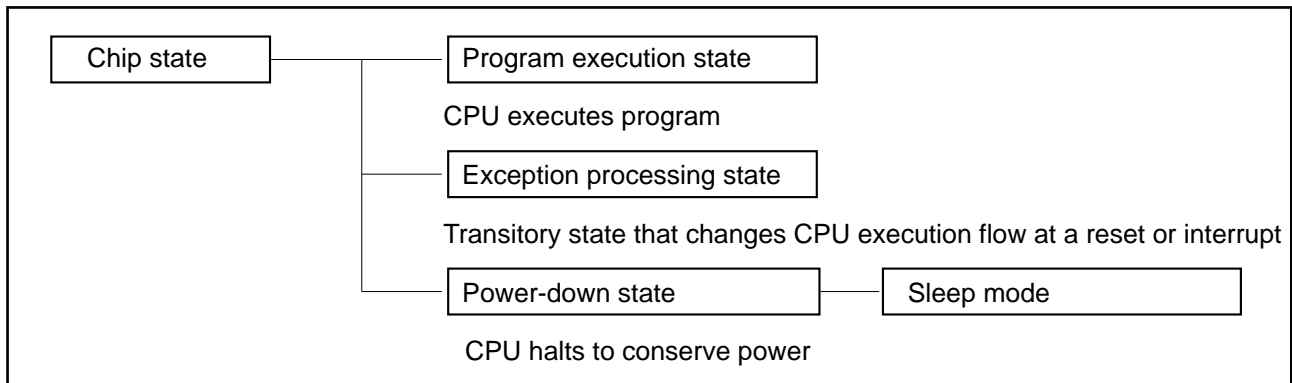 Chip state
Program execution state
CPU executes program
Exception processing state
Transitory state that changes CPU execution flow at a reset or interrupt
Power-down state
Sleep mode
CPU halts to conserve power